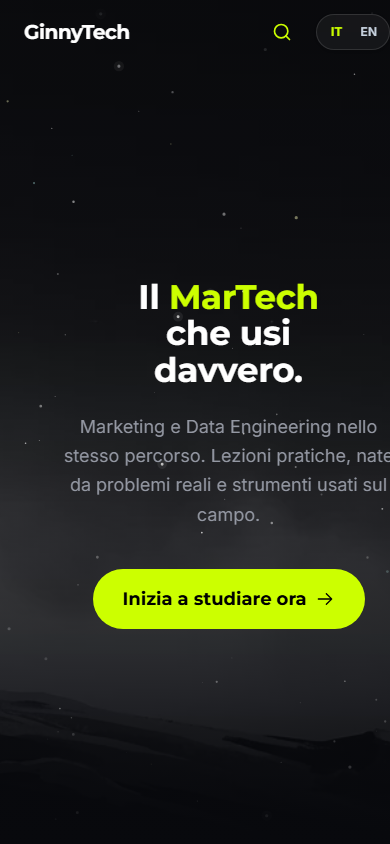 GinnyTech
IT EN
Il MarTech
che usi
davvero.
Marketing e Data Engineering nello
stesso percorso. Lezioni pratiche, nate
da problemi reali e strumenti usati sul
campo.
Inizia a studiare ora →